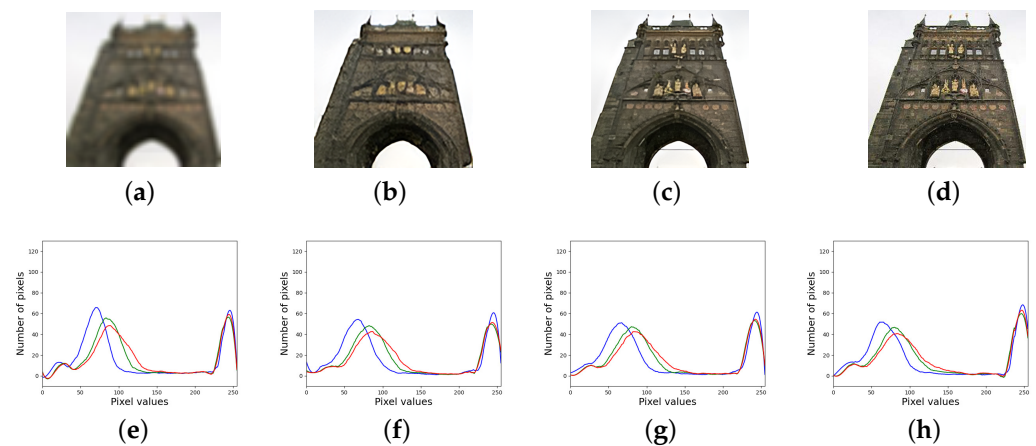 (a) (b) (c) (d)
120 120 120 120
100 100 100 100
80 80 80 80
60 60 60 60
40 40 40 40
20 20 20 20
0 0 0 0
Number of pixels Number of pixels Number of pixels Number of pixels
0 50 100 150 200 250 0 50 100 150 200 250 0 50 100 150 200 250 0 50 100 150 200 250
Pixel values Pixel values Pixel values Pixel values
(e) (f) (g) (h)